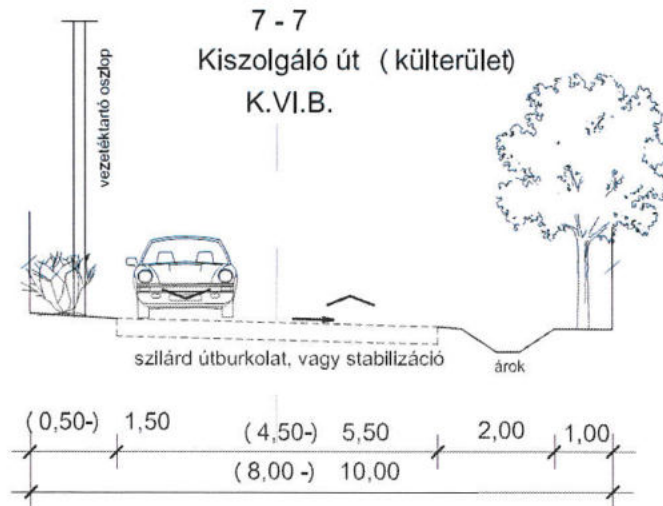 7 - 7
Kiszolgáló út ( külterület)
K.VI.B.
vezetéktartó oszlop
szilárd útburkolat, vagy stabilizáció
árok
( 0,50-) 1,50 (4,50-) 5,50 2,00 1,00
(8,00 -) 10,00